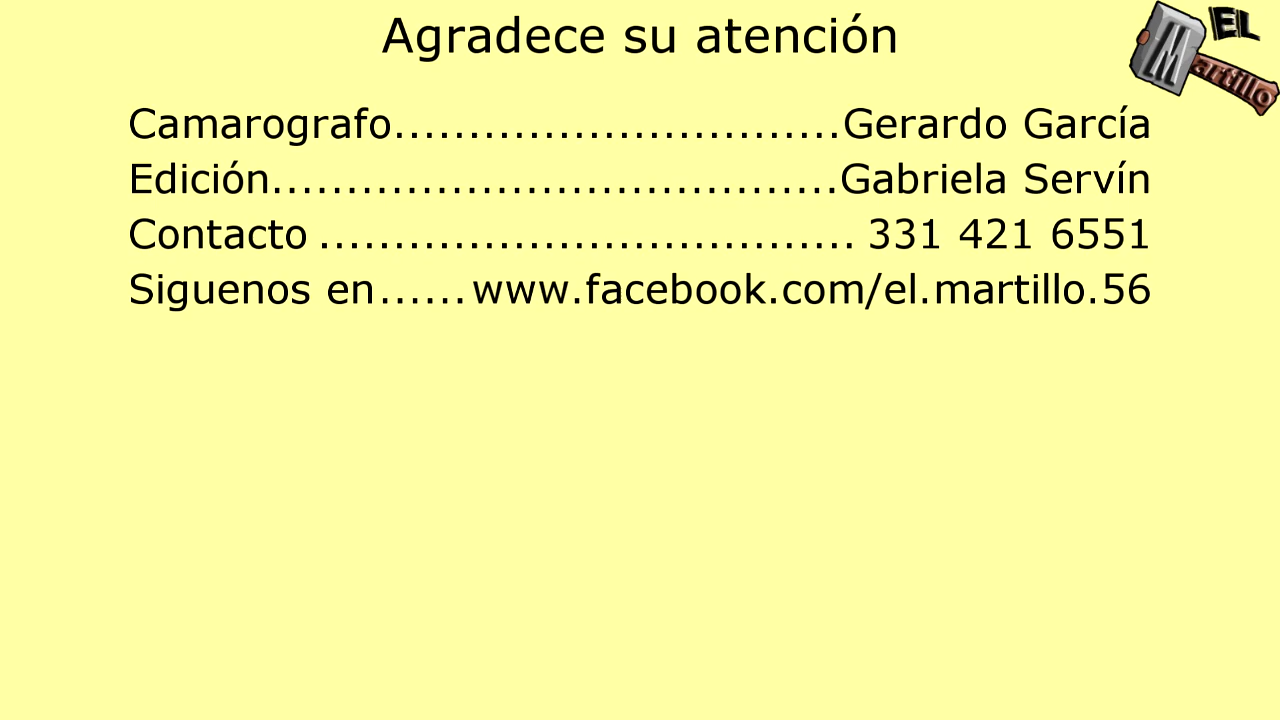 Agradece su atención
EL
Martillo
Camarografo..............................Gerardo García
Edición......................................Gabriela Servín
Contacto .................................... 331 421 6551
Siguenos en......www.facebook.com/el.martillo.56